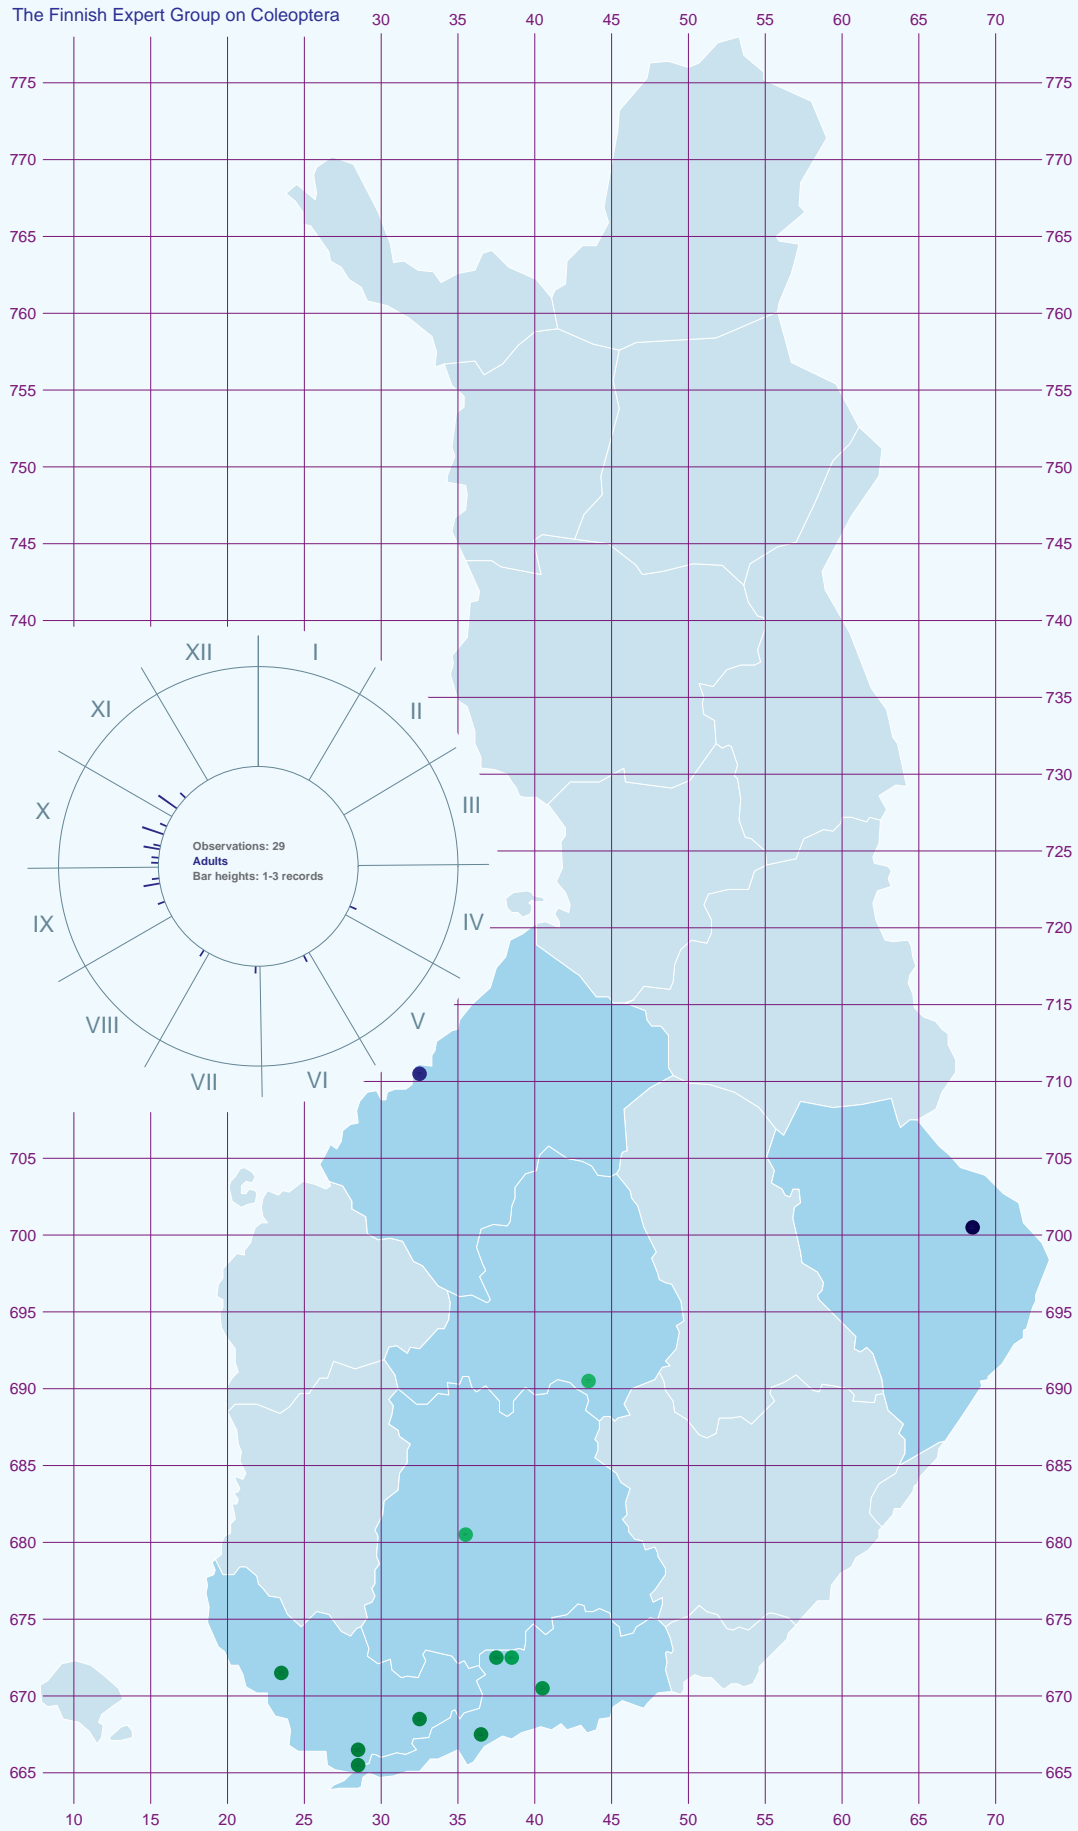 The Finnish Expert Group on Coleoptera
30 35 40 45 50 55 60 65 70
775 775
770 770
765 765
760 760
755 755
750 750
745 745
740 740
XII I
XI II
735
730
X III
Observations: 29
Adults
Bar heights: 1-3 records
725
IX IV
720
715
VIII V
VII VI
710
705 705
700 700
695 695
690 690
685 685
680 680
675 675
670 670
665 665
10 15 20 25 30 35 40 45 50 55 60 65 70